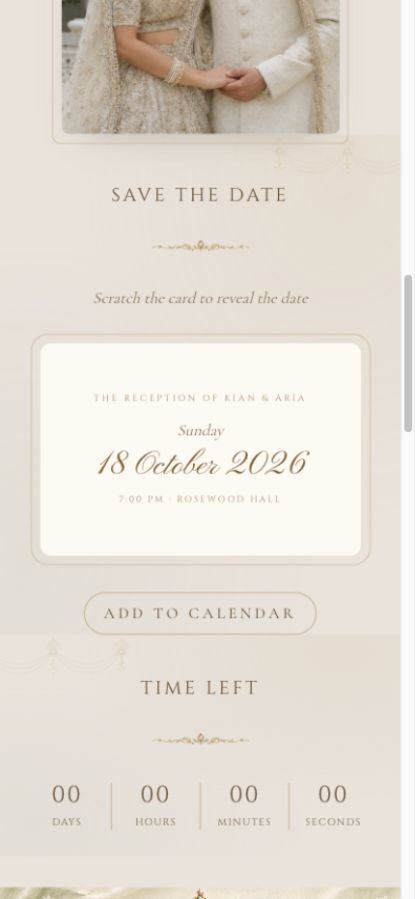 SAVE THE DATE
Scratch the card to reveal the date
THE RECEPTION OF KIAN & ARIA
Sunday
18 October 2026
7:00 PM · ROSEWOOD HALL
ADD TO CALENDAR
TIME LEFT
00 00 00 00
DAYS HOURS MINUTES SECONDS